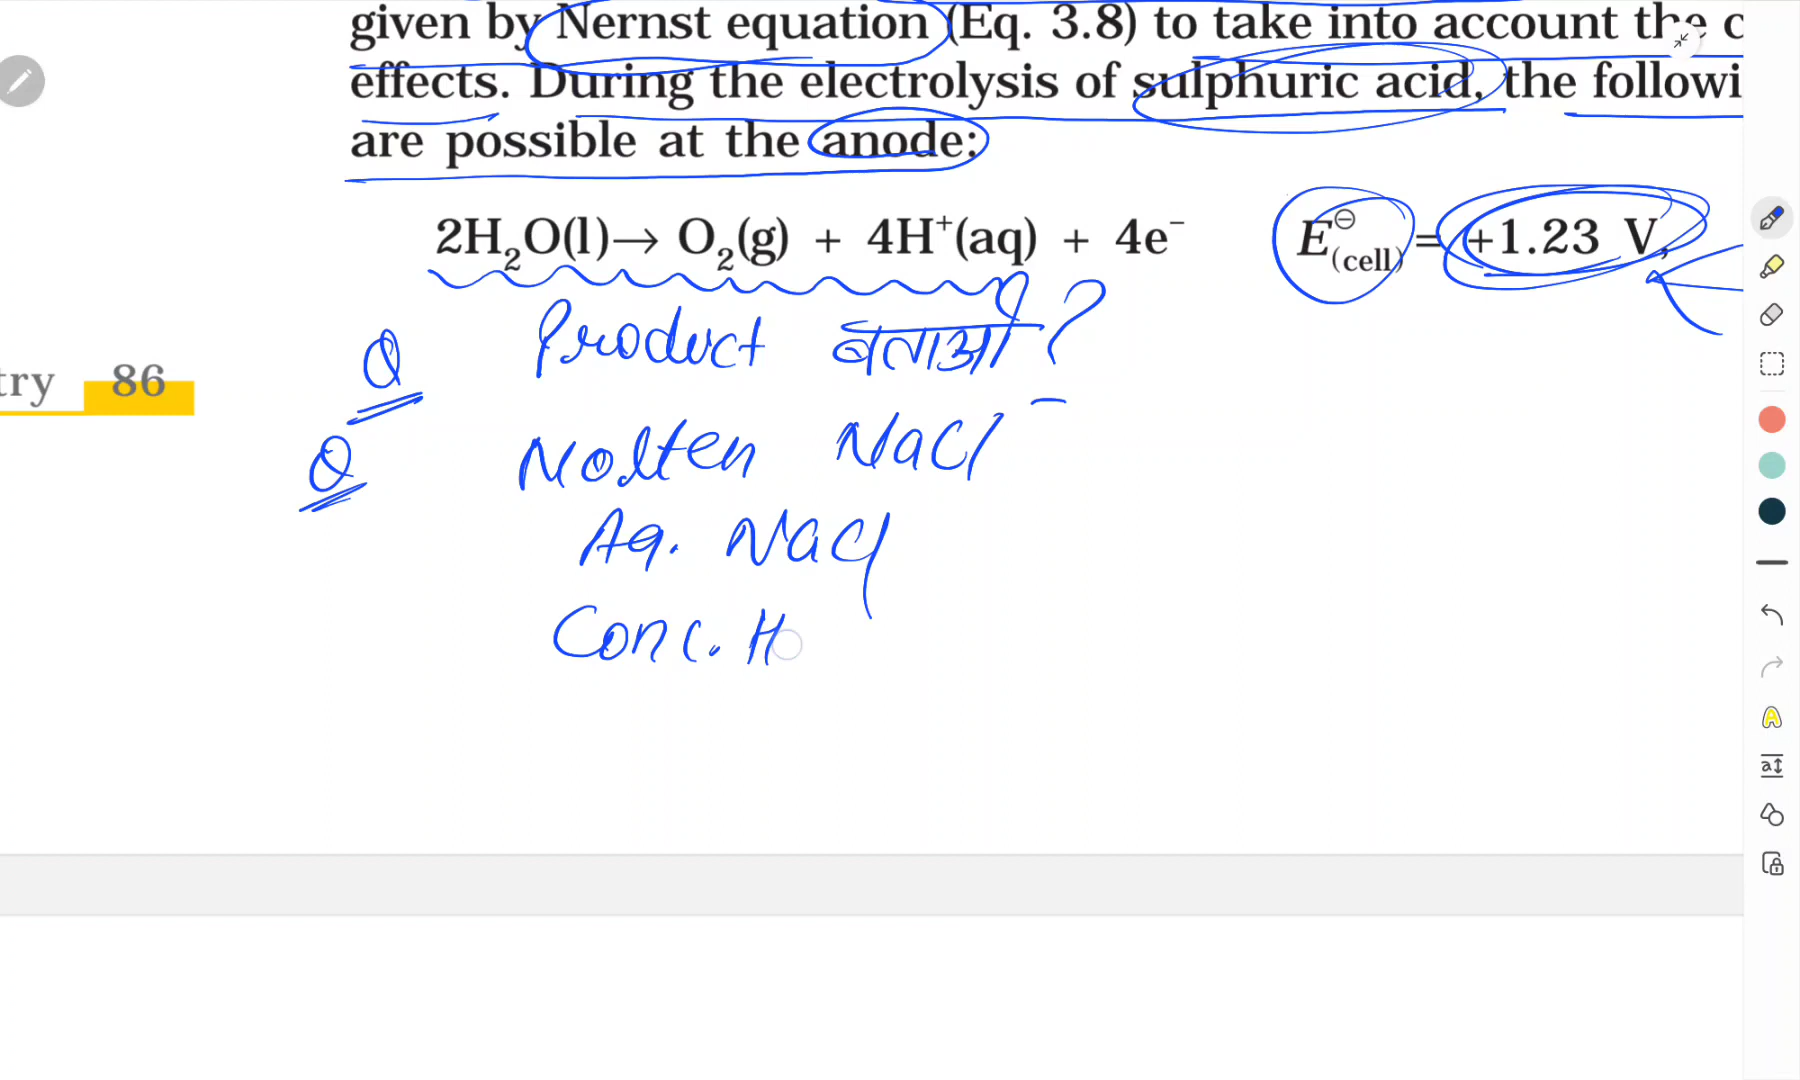 given by Nernst equation (Eq. 3.8) to take into account the c
effects. During the electrolysis of sulphuric acid, the followi
are possible at the anode:
2H₂O(l)→ O₂(g) + 4H⁺(aq) + 4e⁻ E⊖(cell) = +1.23 V,
Q Product बताओ?
try 86
Q Molten NaCl
Aq. NaCl
Conc. H